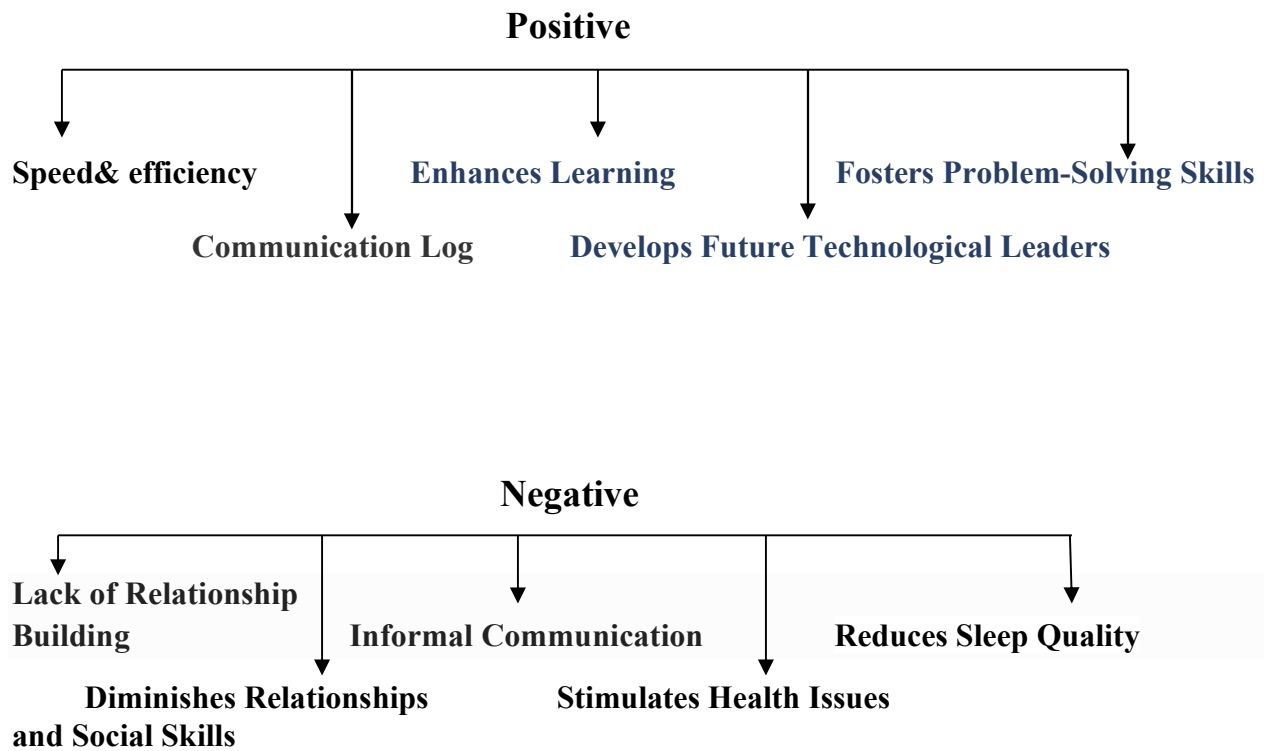 Positive
Speed& efficiency
Enhances Learning
Fosters Problem-Solving Skills
Communication Log
Develops Future Technological Leaders
Negative
Lack of Relationship
Building
Informal Communication
Reduces Sleep Quality
Diminishes Relationships
and Social Skills
Stimulates Health Issues